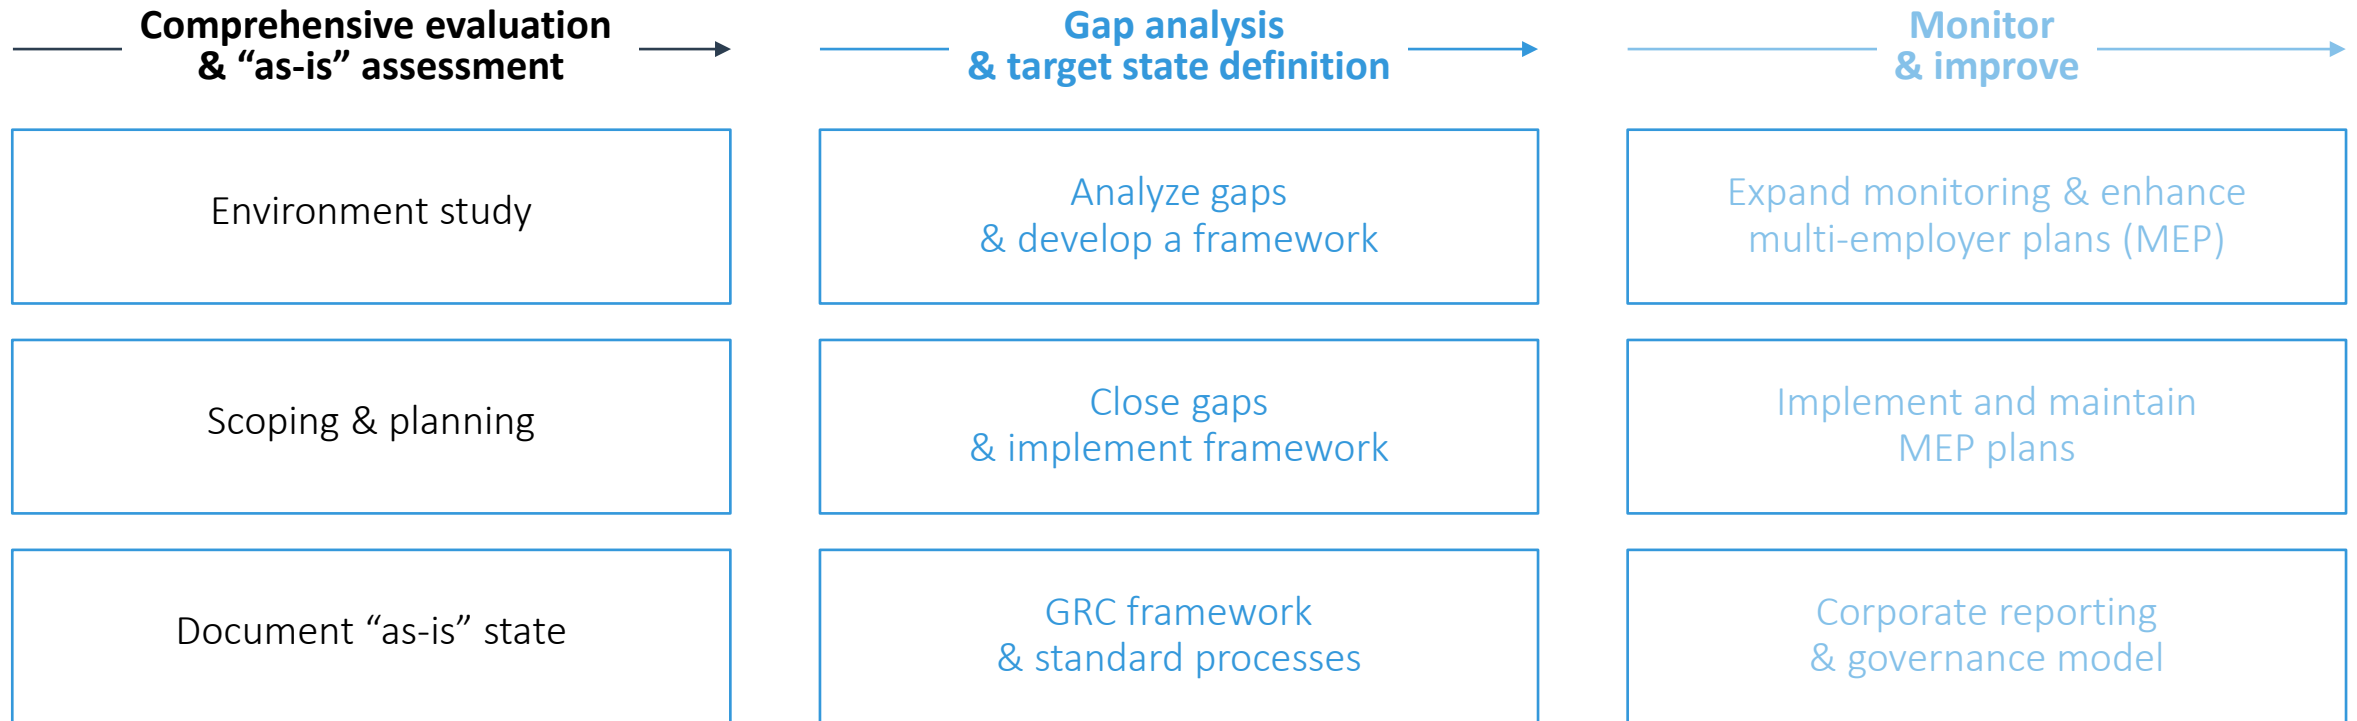 Comprehensive evaluation
& “as-is” assessment
Gap analysis
& target state definition
Monitor
& improve
Environment study
Analyze gaps
& develop a framework
Expand monitoring & enhance
multi-employer plans (MEP)
Scoping & planning
Close gaps
& implement framework
Implement and maintain
MEP plans
Document “as-is” state
GRC framework
& standard processes
Corporate reporting
& governance model